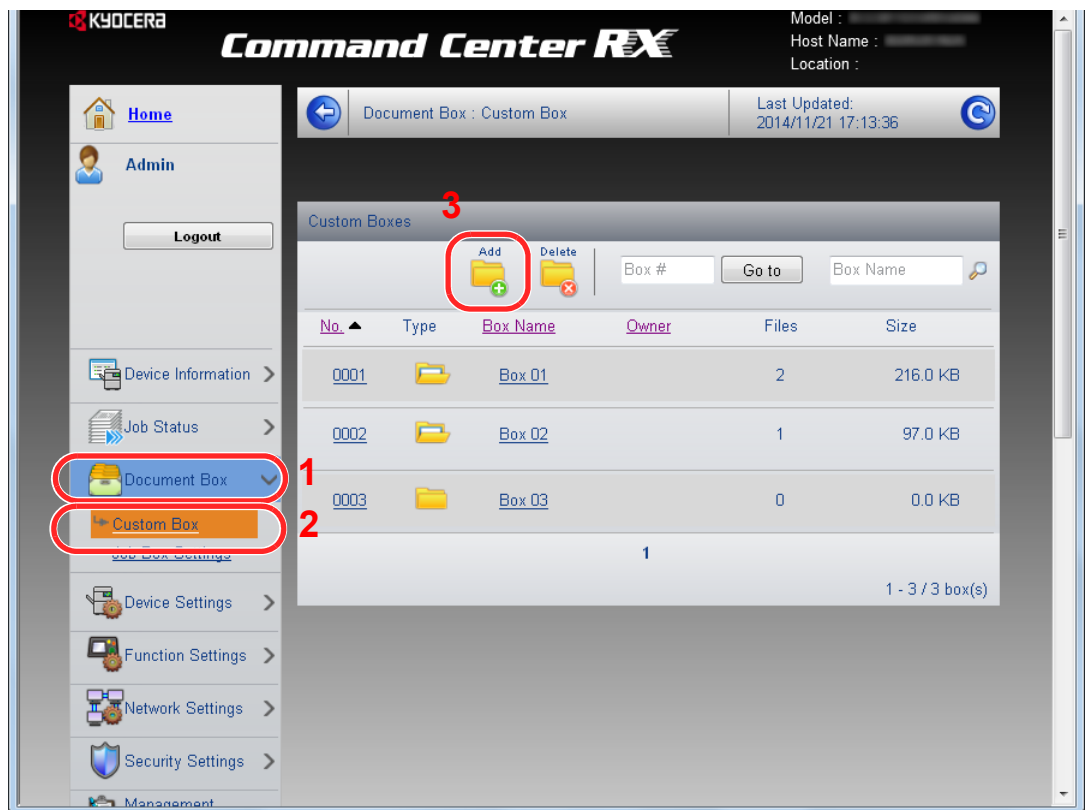 KYOCERA
Command Center RX
Model :
Host Name :
Location :
Home
Document Box : Custom Box
Last Updated:
2014/11/21 17:13:36
Admin
Logout
3
Custom Boxes
Add
Delete
Box #
Go to
Box Name
No. Type Box Name Owner Files Size
0001 Box 01 2 216.0 KB
0002 Box 02 1 97.0 KB
0003 Box 03 0 0.0 KB
1
1 - 3 / 3 box(s)
Device Information
Job Status
Document Box
1
Custom Box
2
Job Box Settings
Device Settings
Function Settings
Network Settings
Security Settings
Management